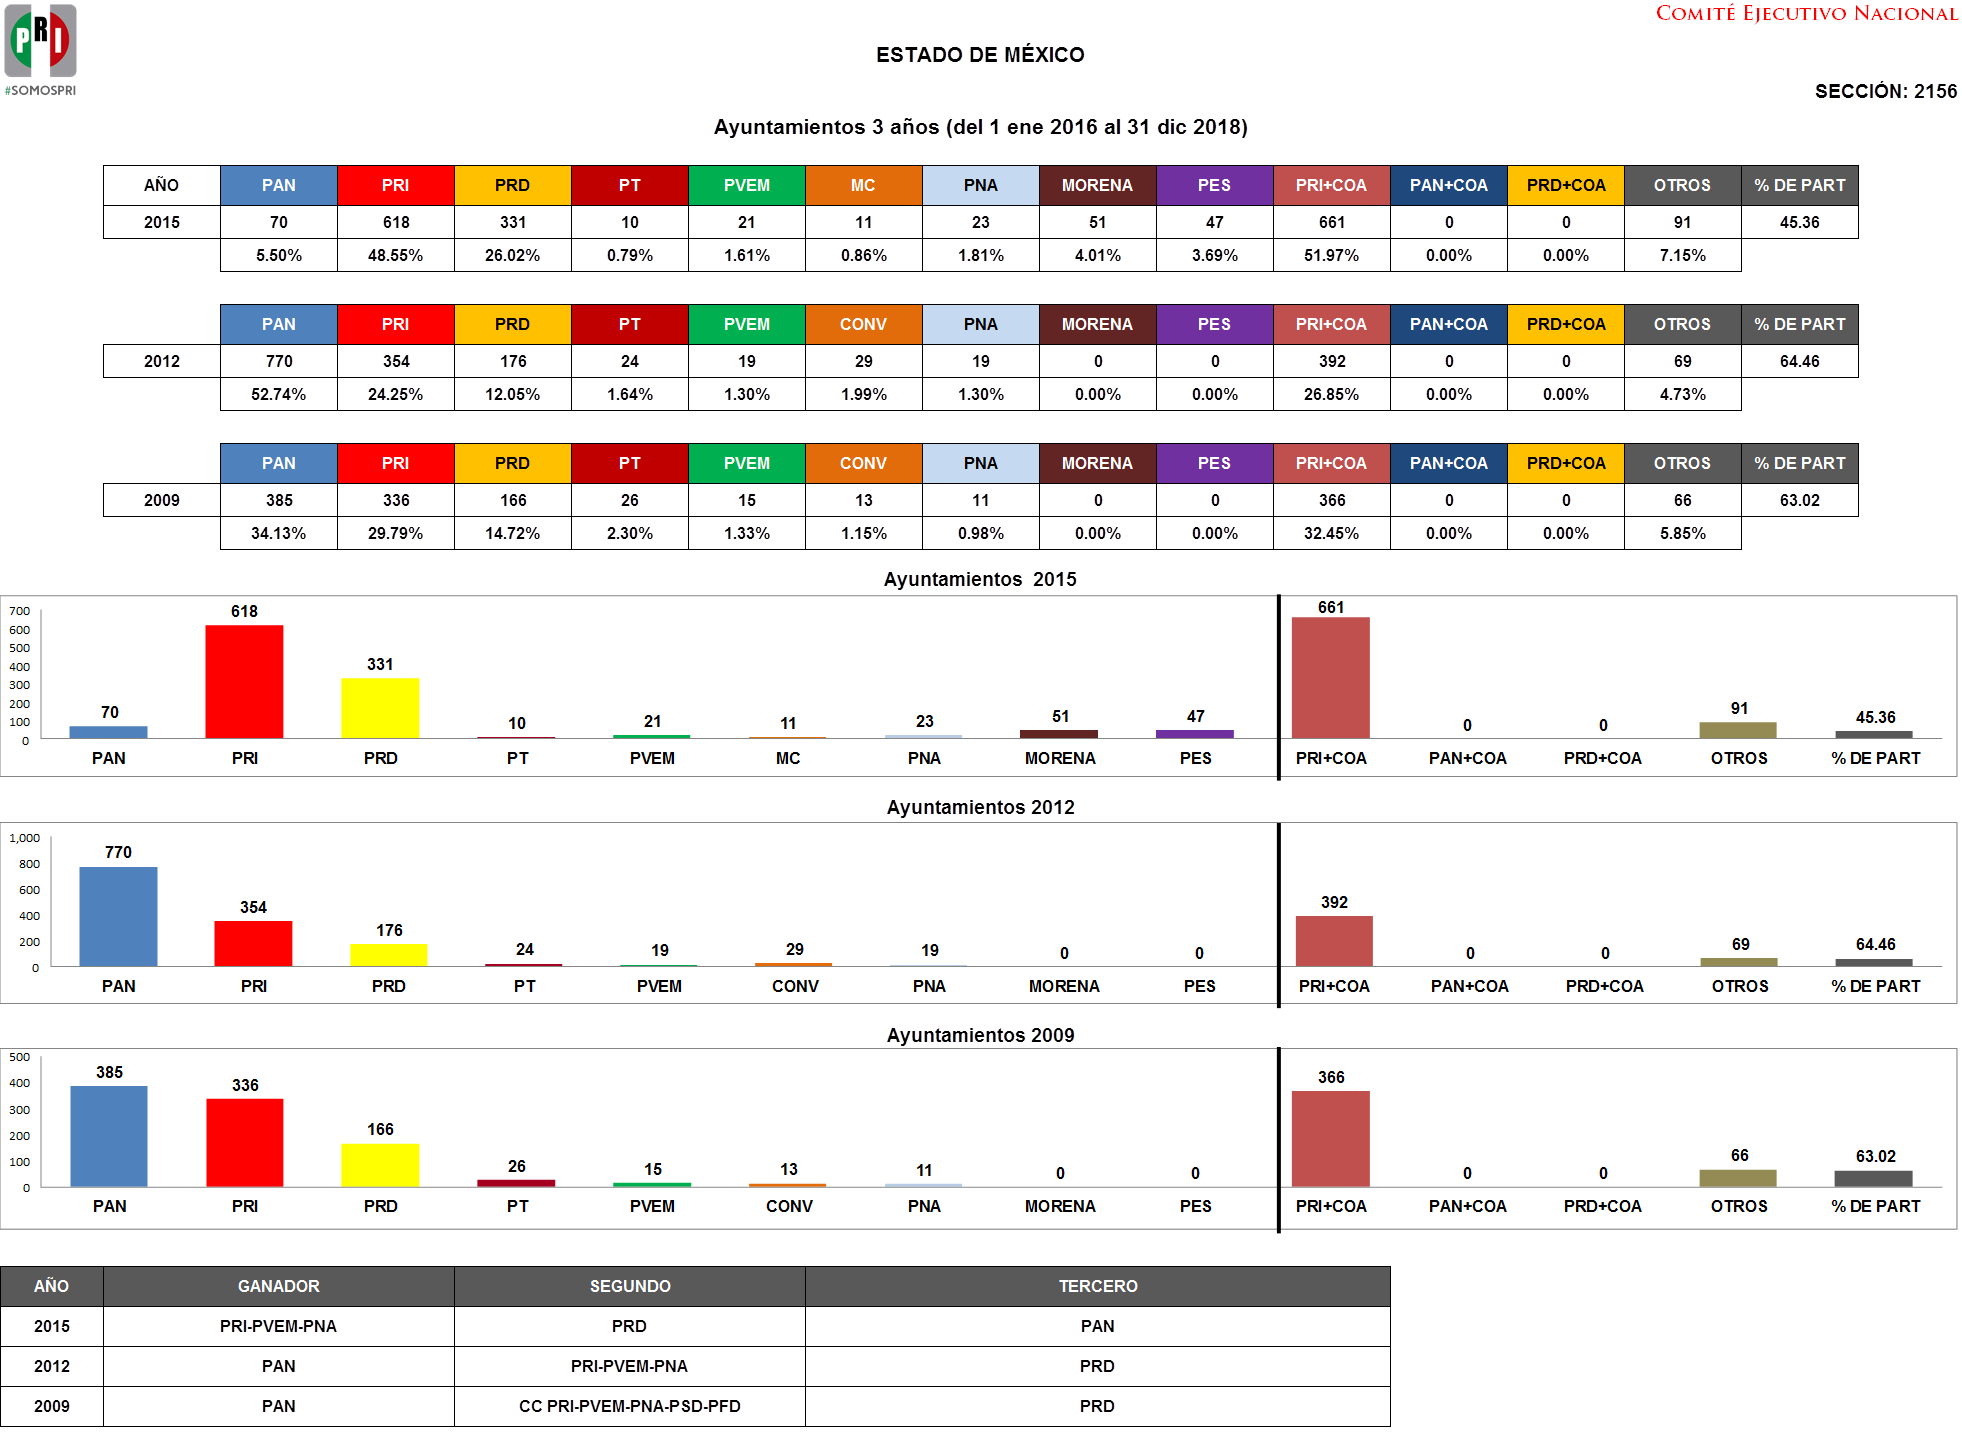 PRI
#SOMOSPRI
COMITÉ EJECUTIVO NACIONAL
ESTADO DE MÉXICO
SECCIÓN: 2156
Ayuntamientos 3 años (del 1 ene 2016 al 31 dic 2018)
AÑO PAN PRI PRD PT PVEM MC PNA MORENA PES PRI+COA PAN+COA PRD+COA OTROS % DE PART
2015 70 618 331 10 21 11 23 51 47 661 0 0 91 45.36
5.50% 48.55% 26.02% 0.79% 1.61% 0.86% 1.81% 4.01% 3.69% 51.97% 0.00% 0.00% 7.15%
PAN PRI PRD PT PVEM CONV PNA MORENA PES PRI+COA PAN+COA PRD+COA OTROS % DE PART
2012 770 354 176 24 19 29 19 0 0 392 0 0 69 64.46
52.74% 24.25% 12.05% 1.64% 1.30% 1.99% 1.30% 0.00% 0.00% 26.85% 0.00% 0.00% 4.73%
PAN PRI PRD PT PVEM CONV PNA MORENA PES PRI+COA PAN+COA PRD+COA OTROS % DE PART
2009 385 336 166 26 15 13 11 0 0 366 0 0 66 63.02
34.13% 29.79% 14.72% 2.30% 1.33% 1.15% 0.98% 0.00% 0.00% 32.45% 0.00% 0.00% 5.85%
Ayuntamientos 2015
700
600
500
400
300
200
100
0
70 618 331 10 21 11 23 51 47 661 0 0 91 45.36
PAN PRI PRD PT PVEM MC PNA MORENA PES PRI+COA PAN+COA PRD+COA OTROS % DE PART
Ayuntamientos 2012
1,000
800
600
400
200
0
770 354 176 24 19 29 19 0 0 392 0 0 69 64.46
PAN PRI PRD PT PVEM CONV PNA MORENA PES PRI+COA PAN+COA PRD+COA OTROS % DE PART
Ayuntamientos 2009
500
400
300
200
100
0
385 336 166 26 15 13 11 0 0 366 0 0 66 63.02
PAN PRI PRD PT PVEM CONV PNA MORENA PES PRI+COA PAN+COA PRD+COA OTROS % DE PART
AÑO GANADOR SEGUNDO TERCERO
2015 PRI-PVEM-PNA PRD PAN
2012 PAN PRI-PVEM-PNA PRD
2009 PAN CC PRI-PVEM-PNA-PSD-PFD PRD